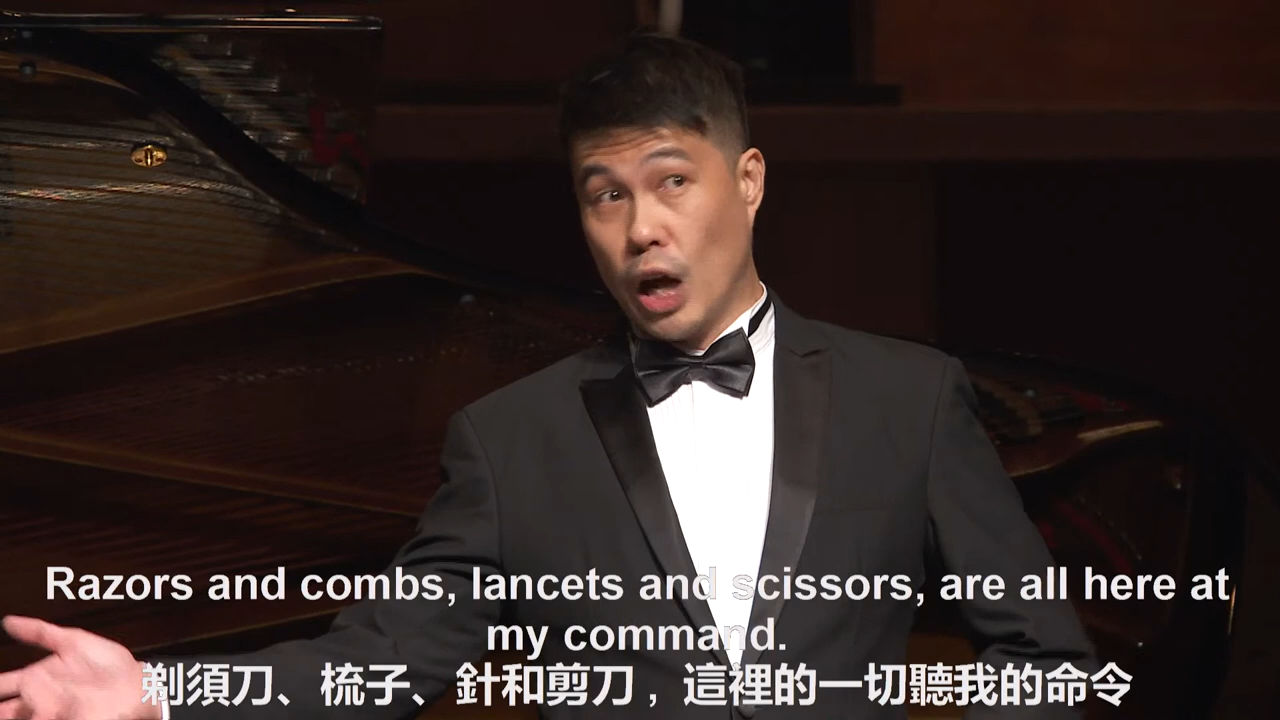 Razors and combs, lancets and scissors, are all here at
my command.
剃須刀、梳子、針和剪刀，這裡的一切聽我的命令